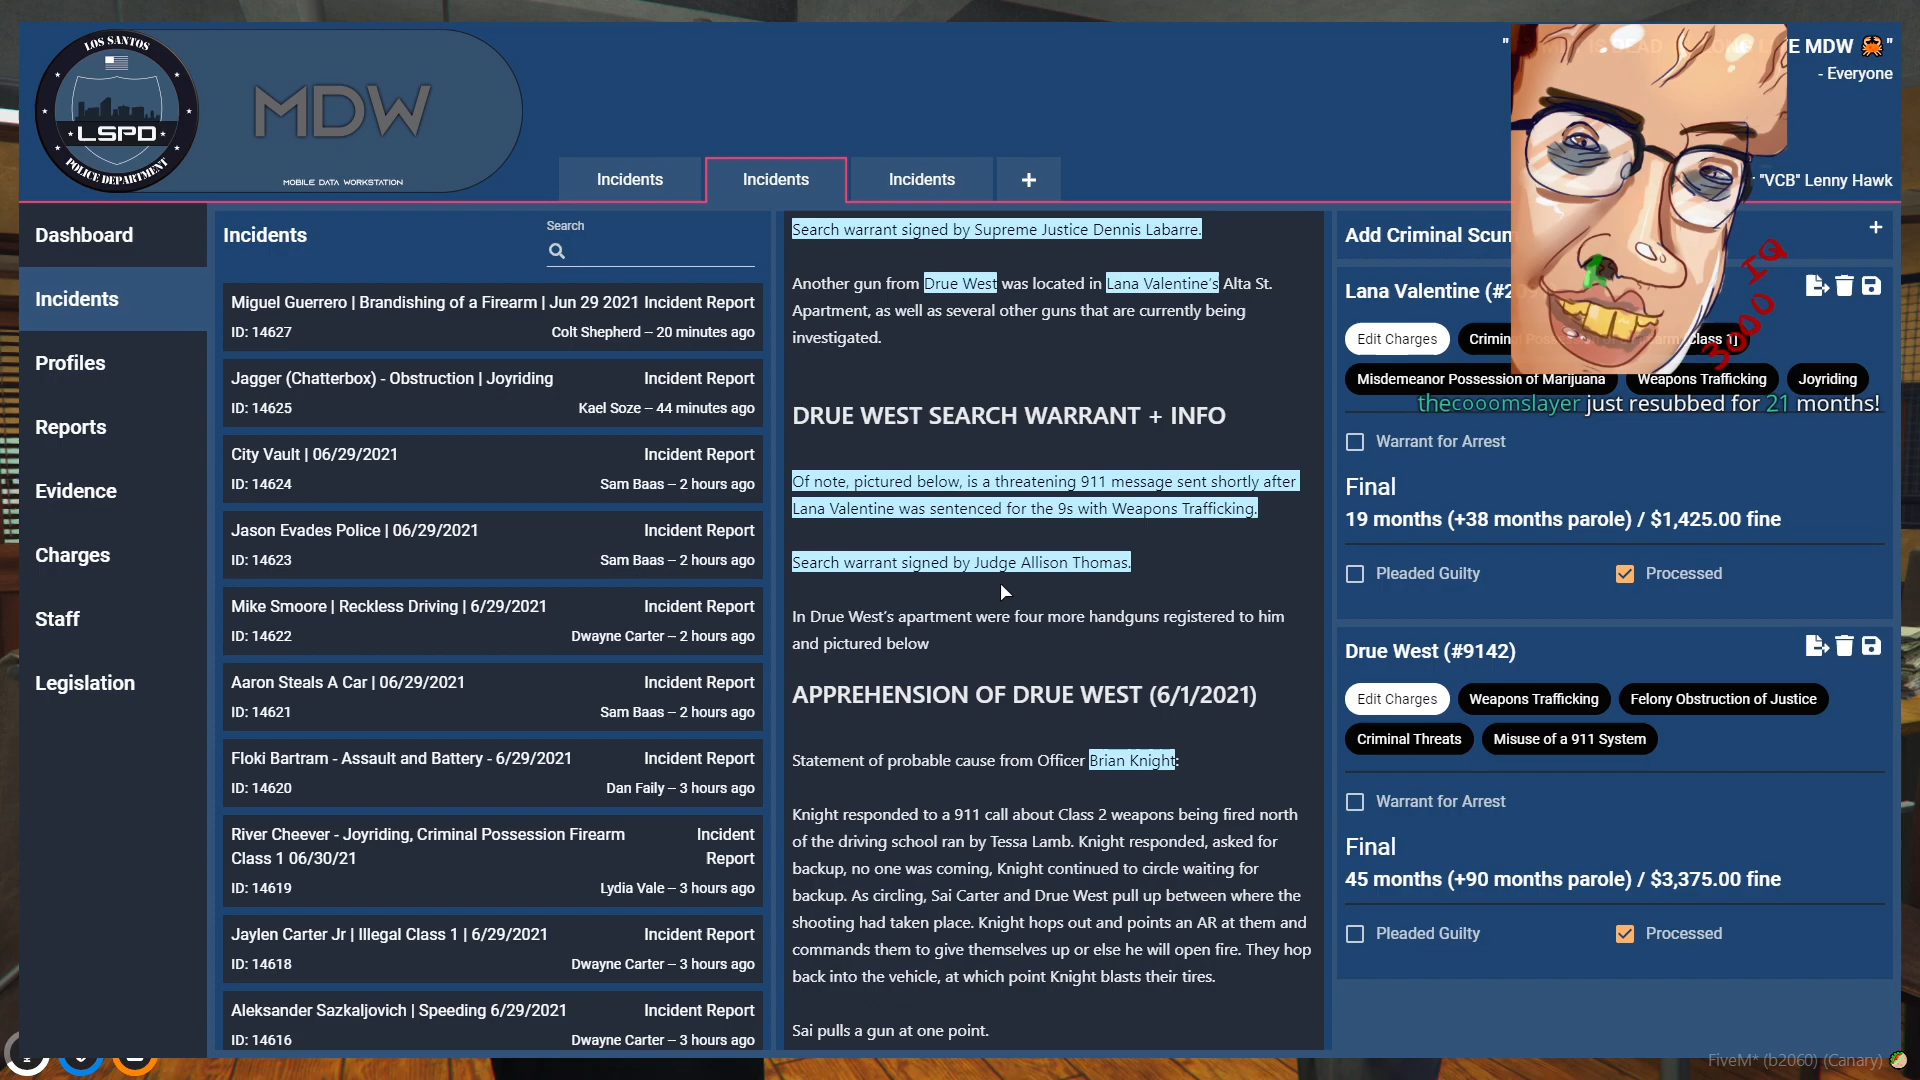 LOS SANTOS
LSPD
POLICE DEPARTMENT
MDW
MOBILE DATA WORKSTATION
Incidents
Incidents
Incidents
+
E MDW 🦀"
- Everyone
"VCB" Lenny Hawk
Dashboard
Incidents
Profiles
Reports
Evidence
Charges
Staff
Legislation
Incidents
Search
Miguel Guerrero | Brandishing of a Firearm | Jun 29 2021 Incident Report
ID: 14627 Colt Shepherd – 20 minutes ago
Jagger (Chatterbox) - Obstruction | Joyriding Incident Report
ID: 14625 Kael Soze – 44 minutes ago
City Vault | 06/29/2021 Incident Report
ID: 14624 Sam Baas – 2 hours ago
Jason Evades Police | 06/29/2021 Incident Report
ID: 14623 Sam Baas – 2 hours ago
Mike Smoore | Reckless Driving | 6/29/2021 Incident Report
ID: 14622 Dwayne Carter – 2 hours ago
Aaron Steals A Car | 06/29/2021 Incident Report
ID: 14621 Sam Baas – 2 hours ago
Floki Bartram - Assault and Battery - 6/29/2021 Incident Report
ID: 14620 Dan Faily – 3 hours ago
River Cheever - Joyriding, Criminal Possession Firearm Incident
Class 1 06/30/21 Report
ID: 14619 Lydia Vale – 3 hours ago
Jaylen Carter Jr | Illegal Class 1 | 6/29/2021 Incident Report
ID: 14618 Dwayne Carter – 3 hours ago
Aleksander Sazkaljovich | Speeding 6/29/2021 Incident Report
ID: 14616 Dwayne Carter – 3 hours ago
Search warrant signed by Supreme Justice Dennis Labarre.
Another gun from Drue West was located in Lana Valentine's Alta St.
Apartment, as well as several other guns that are currently being
investigated.
DRUE WEST SEARCH WARRANT + INFO
Of note, pictured below, is a threatening 911 message sent shortly after
Lana Valentine was sentenced for the 9s with Weapons Trafficking.
Search warrant signed by Judge Allison Thomas.
In Drue West's apartment were four more handguns registered to him
and pictured below
APPREHENSION OF DRUE WEST (6/1/2021)
Statement of probable cause from Officer Brian Knight:
Knight responded to a 911 call about Class 2 weapons being fired north
of the driving school ran by Tessa Lamb. Knight responded, asked for
backup, no one was coming, Knight continued to circle waiting for
backup. As circling, Sai Carter and Drue West pull up between where the
shooting had taken place. Knight hops out and points an AR at them and
commands them to give themselves up or else he will open fire. They hop
back into the vehicle, at which point Knight blasts their tires.
Sai pulls a gun at one point.
Add Criminal Scum
+
Lana Valentine
3000 IQ
Edit Charges
Misdemeanor Possession of Marijuana Weapons Trafficking Joyriding
thecooomslayer just resubbed for 21 months!
Warrant for Arrest
Final
19 months (+38 months parole) / $1,425.00 fine
Pleaded Guilty Processed
Drue West (#9142)
Edit Charges Weapons Trafficking Felony Obstruction of Justice
Criminal Threats Misuse of a 911 System
Warrant for Arrest
Final
45 months (+90 months parole) / $3,375.00 fine
Pleaded Guilty Processed
FiveM* (b2060) (Canary)